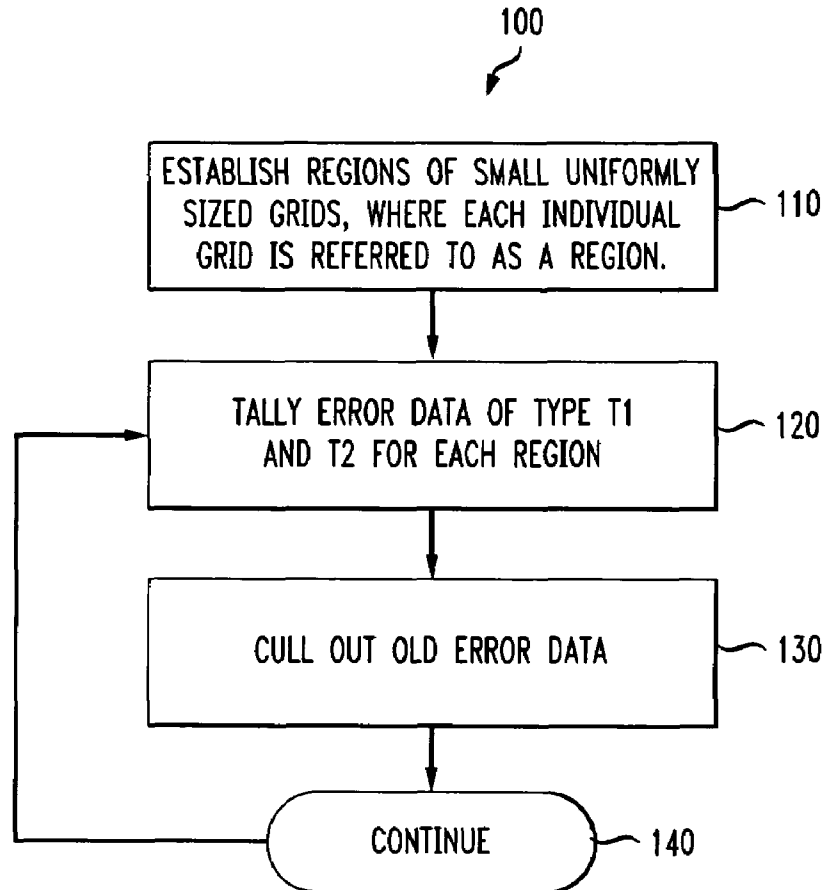 100
ESTABLISH REGIONS OF SMALL UNIFORMLY
SIZED GRIDS, WHERE EACH INDIVIDUAL
GRID IS REFERRED TO AS A REGION.
110
TALLY ERROR DATA OF TYPE T1
AND T2 FOR EACH REGION
120
CULL OUT OLD ERROR DATA
130
CONTINUE
140